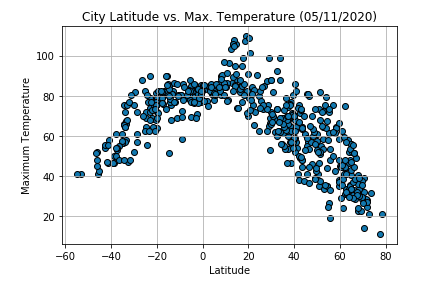 City Latitude vs. Max. Temperature (05/11/2020)
Maximum Temperature
100
80
60
40
20
−60 −40 −20 0 20 40 60 80
Latitude